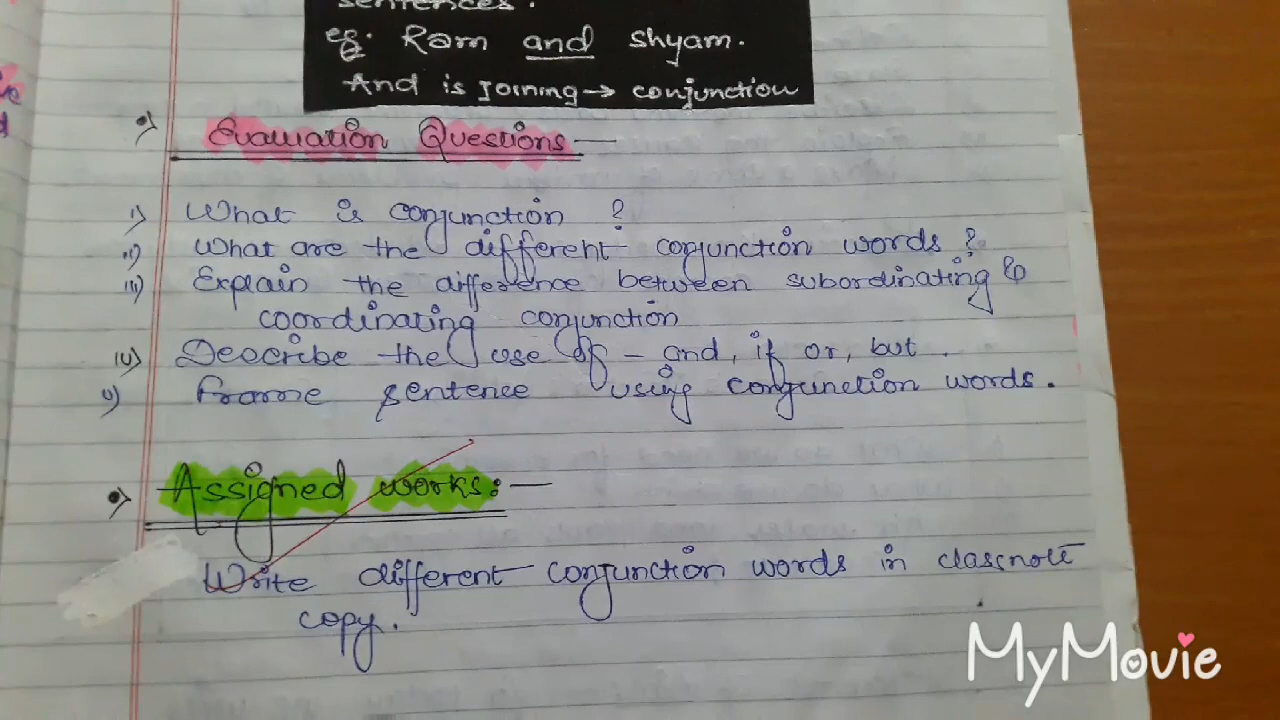 sentences.
eg. Ram and shyam.
And is joining → conjunction
Evaluation Questions —
i) What is conjunction ?
ii) What are the different conjunction words ?
iii) Explain the difference between subordinating &
coordinating conjunction
iv) Describe the use of - and, if or, but.
v) frame sentence using conjunction words.
Assigned works: —
Write different conjunction words in classnote
copy.
MyMovie